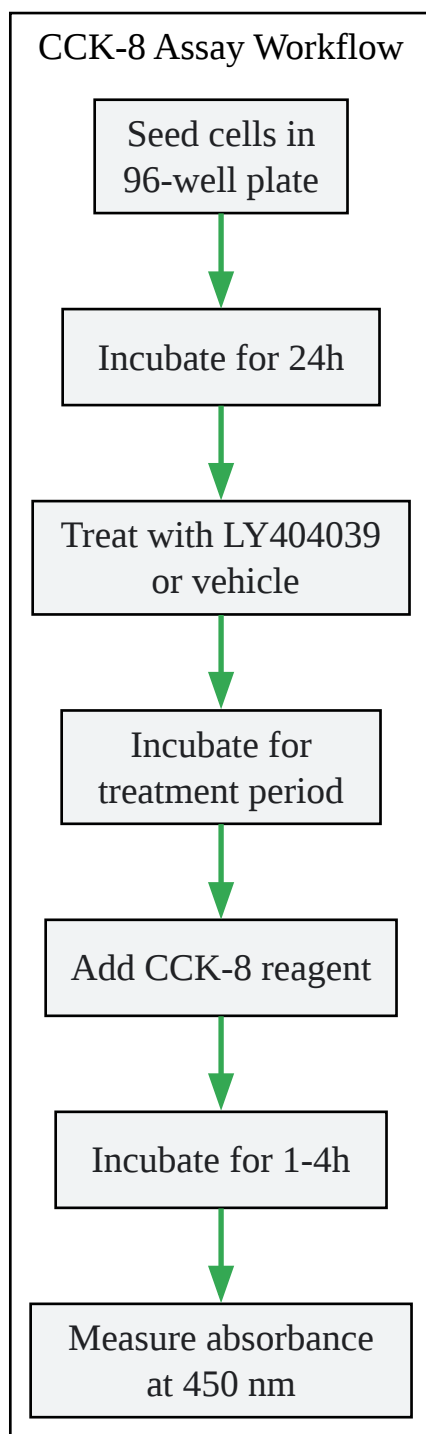 CCK-8 Assay Workflow
Seed cells in
96-well plate
Incubate for 24h
Treat with LY404039
or vehicle
Incubate for
treatment period
Add CCK-8 reagent
Incubate for 1-4h
Measure absorbance
at 450 nm